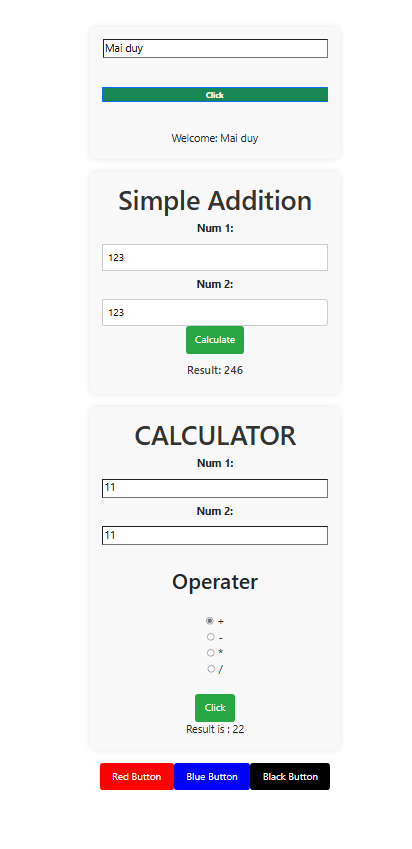 Mai duy
Click
Welcome: Mai duy
Simple Addition
Num 1:
123
Num 2:
123
Calculate
Result: 246
CALCULATOR
Num 1:
11
Num 2:
11
Operater
+
-
*
/
Click
Result is : 22
Red Button Blue Button Black Button